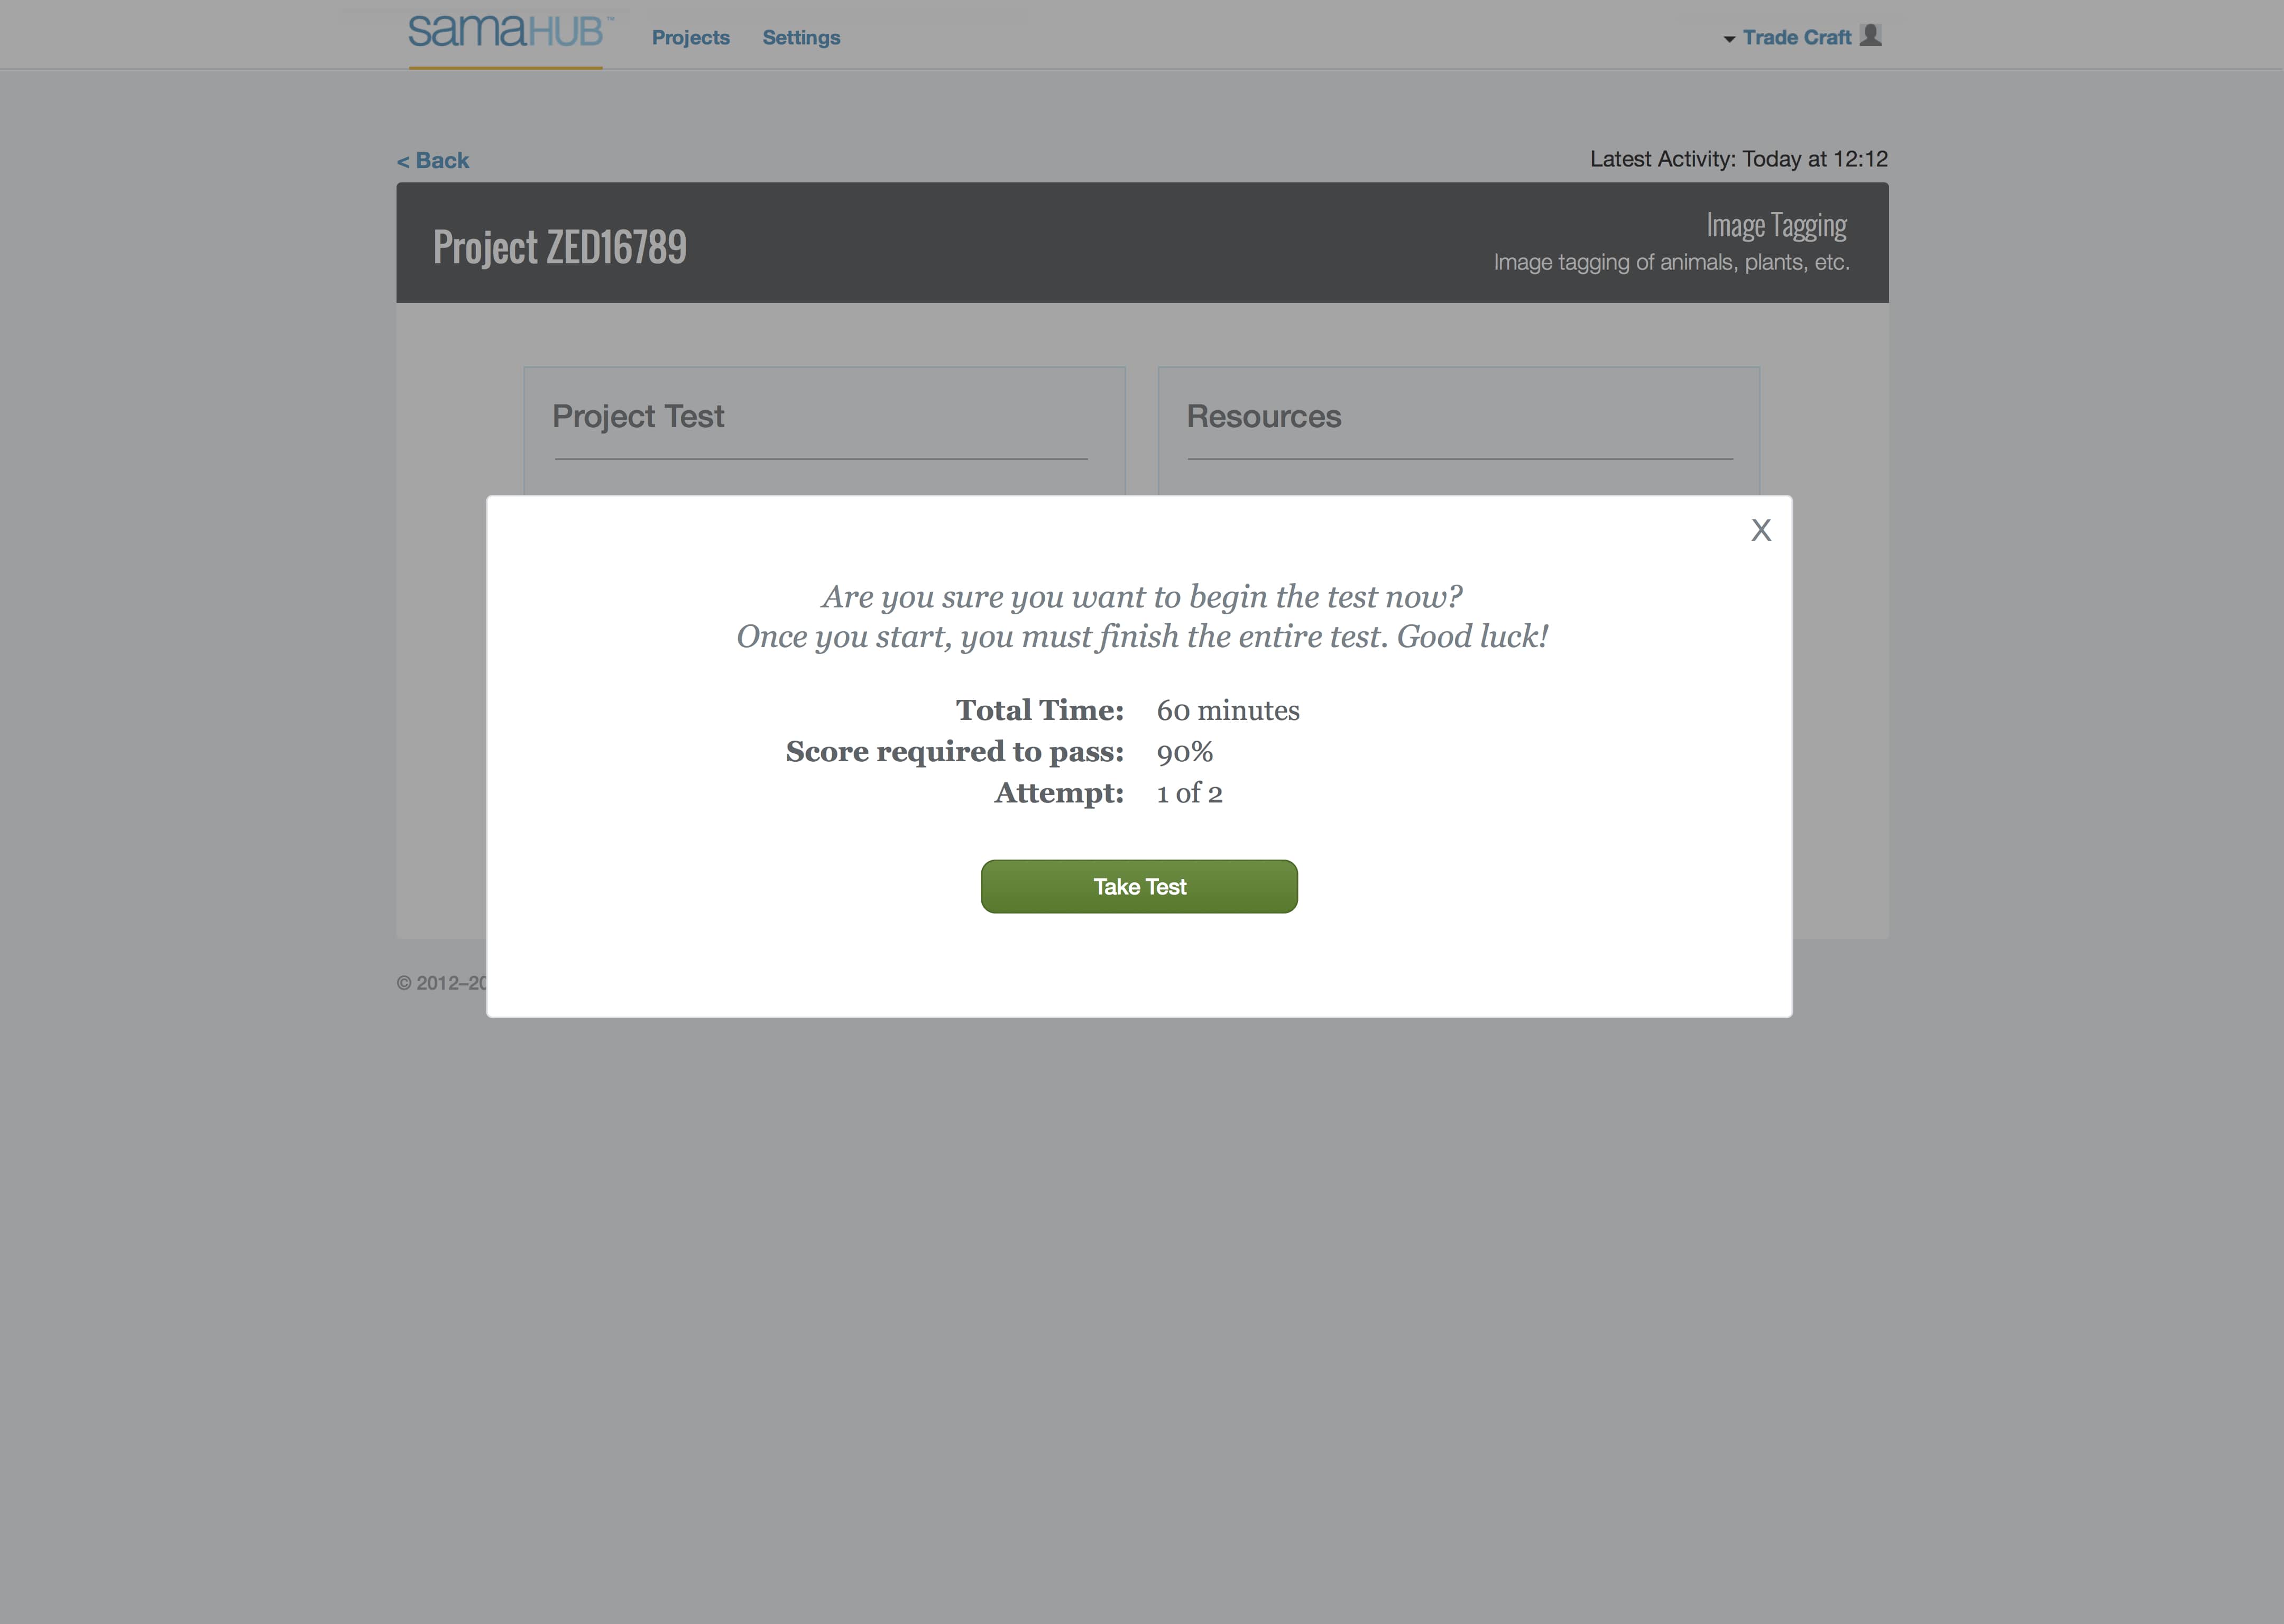 samaHUB™
Projects
Settings
Trade Craft
< Back
Latest Activity: Today at 12:12
Project ZED16789
Image Tagging
Image tagging of animals, plants, etc.
Project Test
Resources
X
Are you sure you want to begin the test now?
Once you start, you must finish the entire test. Good luck!
Total Time: 60 minutes
Score required to pass: 90%
Attempt: 1 of 2
Take Test
© 2012–20